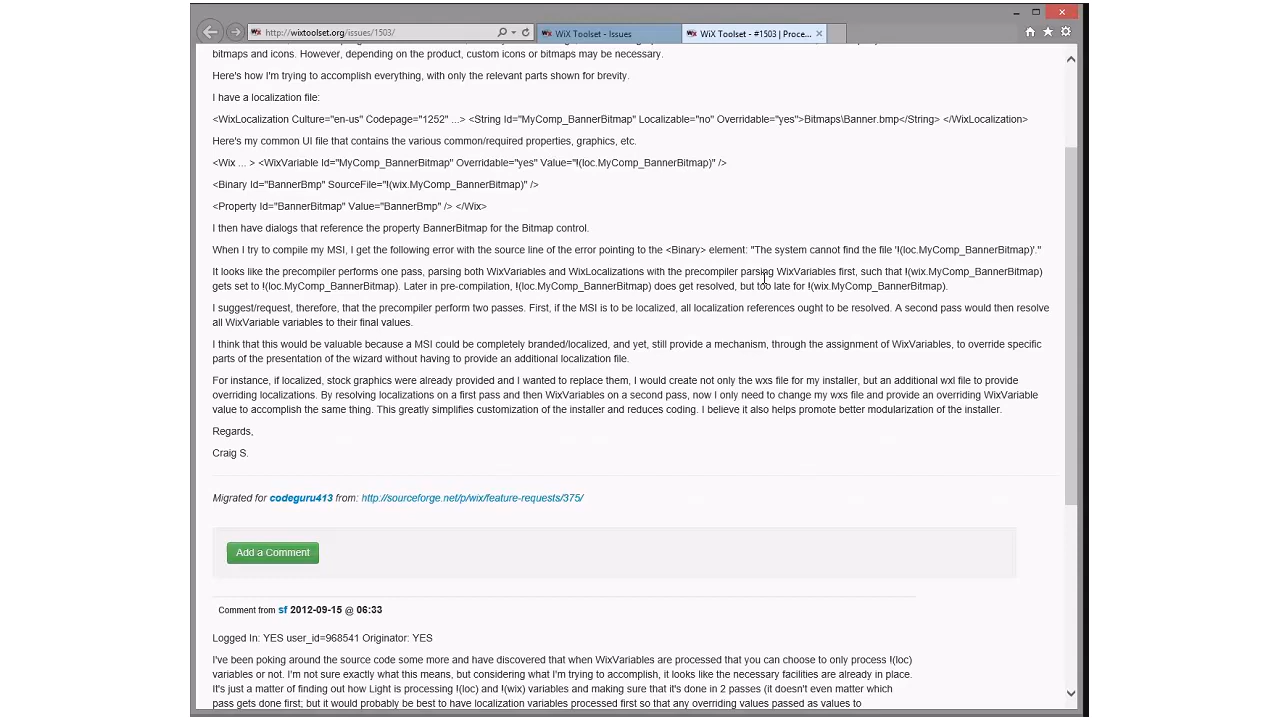 http://wixtoolset.org/issues/1503/
WiX Toolset - Issues
WiX Toolset - #1503 | Proce...
bitmaps and icons. However, depending on the product, custom icons or bitmaps may be necessary.
Here's how I'm trying to accomplish everything, with only the relevant parts shown for brevity.
I have a localization file:
<WixLocalization Culture="en-us" Codepage="1252" ...> <String Id="MyComp_BannerBitmap" Localizable="no" Overridable="yes">Bitmaps\Banner.bmp</String> </WixLocalization>
Here's my common UI file that contains the various common/required properties, graphics, etc.
<Wix ... > <WixVariable Id="MyComp_BannerBitmap" Overridable="yes" Value="!(loc.MyComp_BannerBitmap)" />
<Binary Id="BannerBmp" SourceFile="!(wix.MyComp_BannerBitmap)" />
<Property Id="BannerBitmap" Value="BannerBmp" /> </Wix>
I then have dialogs that reference the property BannerBitmap for the Bitmap control.
When I try to compile my MSI, I get the following error with the source line of the error pointing to the <Binary> element: "The system cannot find the file '!(loc.MyComp_BannerBitmap)'."
It looks like the precompiler performs one pass, parsing both WixVariables and WixLocalizations with the precompiler parsing WixVariables first, such that !(wix.MyComp_BannerBitmap)
gets set to !(loc.MyComp_BannerBitmap). Later in pre-compilation, !(loc.MyComp_BannerBitmap) does get resolved, but too late for !(wix.MyComp_BannerBitmap).
I suggest/request, therefore, that the precompiler perform two passes. First, if the MSI is to be localized, all localization references ought to be resolved. A second pass would then resolve
all WixVariable variables to their final values.
I think that this would be valuable because a MSI could be completely branded/localized, and yet, still provide a mechanism, through the assignment of WixVariables, to override specific
parts of the presentation of the wizard without having to provide an additional localization file.
For instance, if localized, stock graphics were already provided and I wanted to replace them, I would create not only the wxs file for my installer, but an additional wxl file to provide
overriding localizations. By resolving localizations on a first pass and then WixVariables on a second pass, now I only need to change my wxs file and provide an overriding WixVariable
value to accomplish the same thing. This greatly simplifies customization of the installer and reduces coding. I believe it also helps promote better modularization of the installer.
Regards,
Craig S.
Migrated for codeguru413 from: http://sourceforge.net/p/wix/feature-requests/375/
Add a Comment
Comment from sf 2012-09-15 @ 06:33
Logged In: YES user_id=968541 Originator: YES
I've been poking around the source code some more and have discovered that when WixVariables are processed that you can choose to only process !(loc)
variables or not. I'm not sure exactly what this means, but considering what I'm trying to accomplish, it looks like the necessary facilities are already in place.
It's just a matter of finding out how Light is processing !(loc) and !(wix) variables and making sure that it's done in 2 passes (it doesn't even matter which
pass gets done first; but it would probably be best to have localization variables processed first so that any overriding values passed as values to